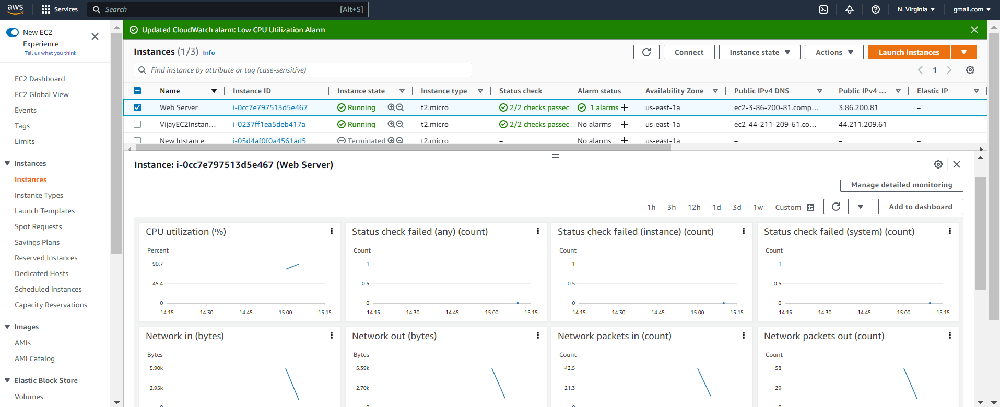 aws Services Search [Alt+S] N. Virginia gmail.com
New EC2 Experience
Tell us what you think
EC2 Dashboard
EC2 Global View
Events
Tags
Limits
Instances
Instances
Instance Types
Launch Templates
Spot Requests
Savings Plans
Reserved Instances
Dedicated Hosts
Scheduled Instances
Capacity Reservations
Images
AMIs
AMI Catalog
Elastic Block Store
Volumes
Updated CloudWatch alarm: Low CPU Utilization Alarm
Instances (1/3) Info Connect Instance state Actions Launch instances
Find instance by attribute or tag (case-sensitive) 1
Name Instance ID Instance state Instance type Status check Alarm status Availability Zone Public IPv4 DNS Public IPv4 ... Elastic IP
Web Server i-0cc7e797513d5e467 Running t2.micro 2/2 checks passed 1 alarms + us-east-1a ec2-3-86-200-81.comp... 3.86.200.81 –
VijayEC2Instan... i-0237ff1ea5deb417a Running t2.micro 2/2 checks passed No alarms + us-east-1a ec2-44-211-209-61.co... 44.211.209.61 –
New Instance i-05d4af0f0a4561ad5 Terminated t2.micro – No alarms + us-east-1a – – –
Instance: i-0cc7e797513d5e467 (Web Server)
Manage detailed monitoring
1h 3h 12h 1d 3d 1w Custom Add to dashboard
CPU utilization (%)
Percent
90.7
45.4
0
14:15 14:30 14:45 15:00 15:15
Status check failed (any) (count)
Count
1
0.5
0
14:15 14:30 14:45 15:00 15:15
Status check failed (instance) (count)
Count
1
0.5
0
14:15 14:30 14:45 15:00 15:15
Status check failed (system) (count)
Count
1
0.5
0
14:15 14:30 14:45 15:00 15:15
Network in (bytes)
Bytes
5.90k
2.95k
0
Network out (bytes)
Bytes
5.39k
2.70k
0
Network packets in (count)
Count
42.5
21.3
0
Network packets out (count)
Count
58
29
0